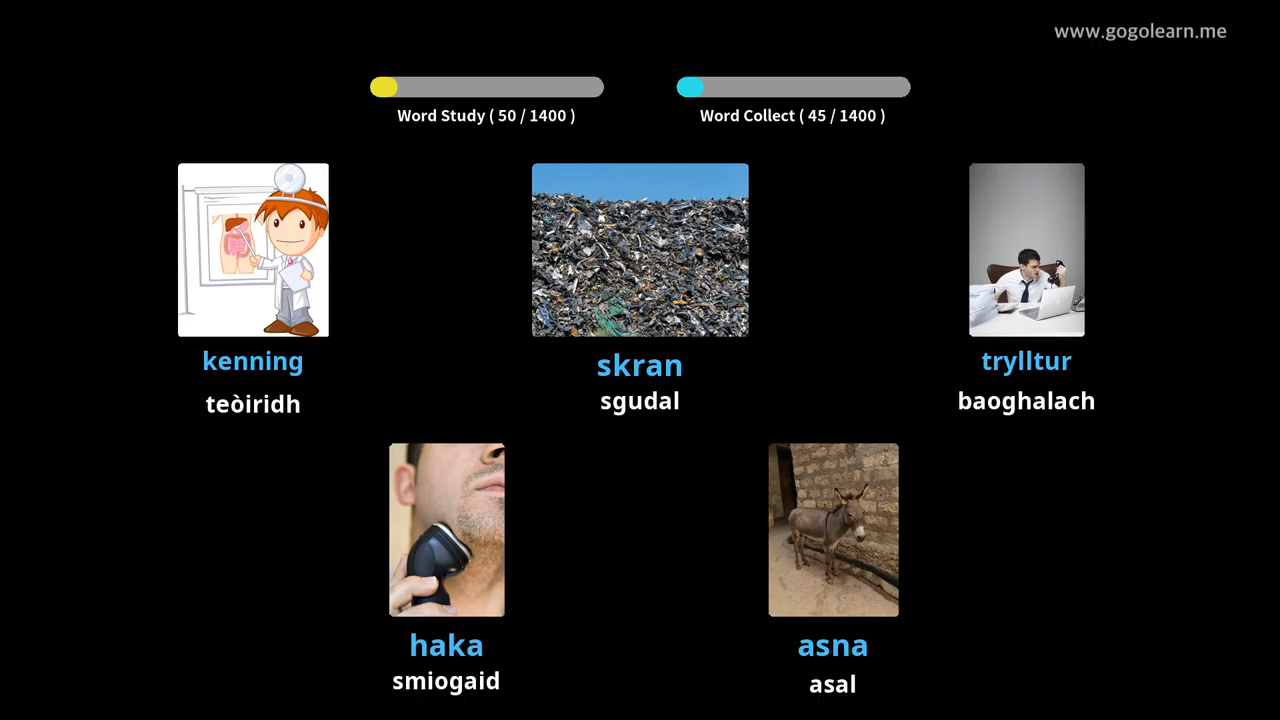 www.gogolearn.me
Word Study ( 50 / 1400 )
Word Collect ( 45 / 1400 )
kenning
teòiridh
skran
sgudal
trylltur
baoghalach
haka
smiogaid
asna
asal